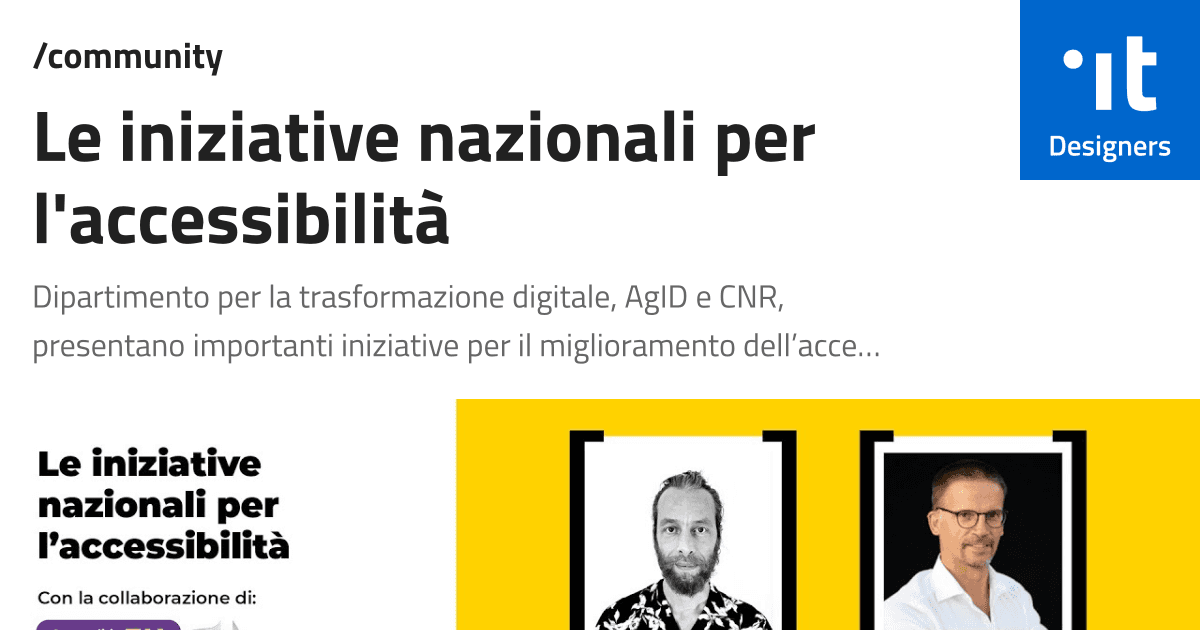 /community
Le iniziative nazionali per
l'accessibilità
Dipartimento per la trasformazione digitale, AgID e CNR,
presentano importanti iniziative per il miglioramento dell’acce...
it
Designers
Le iniziative
nazionali per
l’accessibilità
Con la collaborazione di: